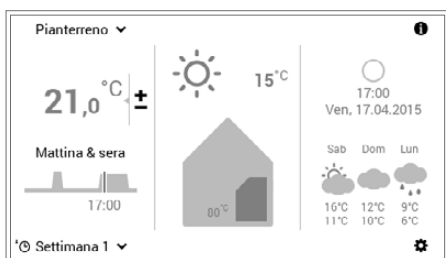 Pianterreno
21,0 °C ±
Mattina & sera
17:00
Settimana 1
15°C
00°C
17:00
Ven, 17.04.2015
Sab Dom Lun
16°C 12°C 9°C
11°C 10°C 6°C